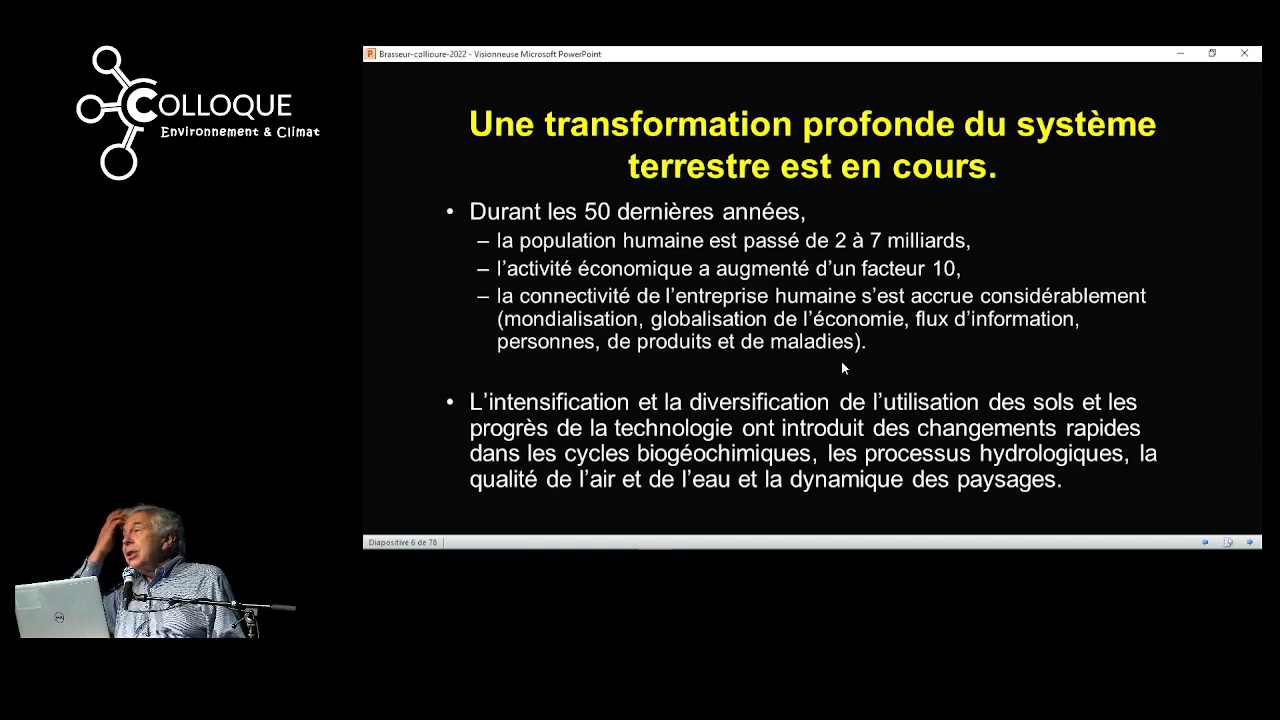 COLLOQUE
Environnement & Climat
Brasseur-collioure-2022 - Visionneuse Microsoft PowerPoint
Une transformation profonde du système
terrestre est en cours.
• Durant les 50 dernières années,
– la population humaine est passé de 2 à 7 milliards,
– l’activité économique a augmenté d’un facteur 10,
– la connectivité de l’entreprise humaine s’est accrue considérablement
(mondialisation, globalisation de l’économie, flux d’information,
personnes, de produits et de maladies).
• L’intensification et la diversification de l’utilisation des sols et les
progrès de la technologie ont introduit des changements rapides
dans les cycles biogéochimiques, les processus hydrologiques, la
qualité de l’air et de l’eau et la dynamique des paysages.
Diapositive 6 de 78
DELL